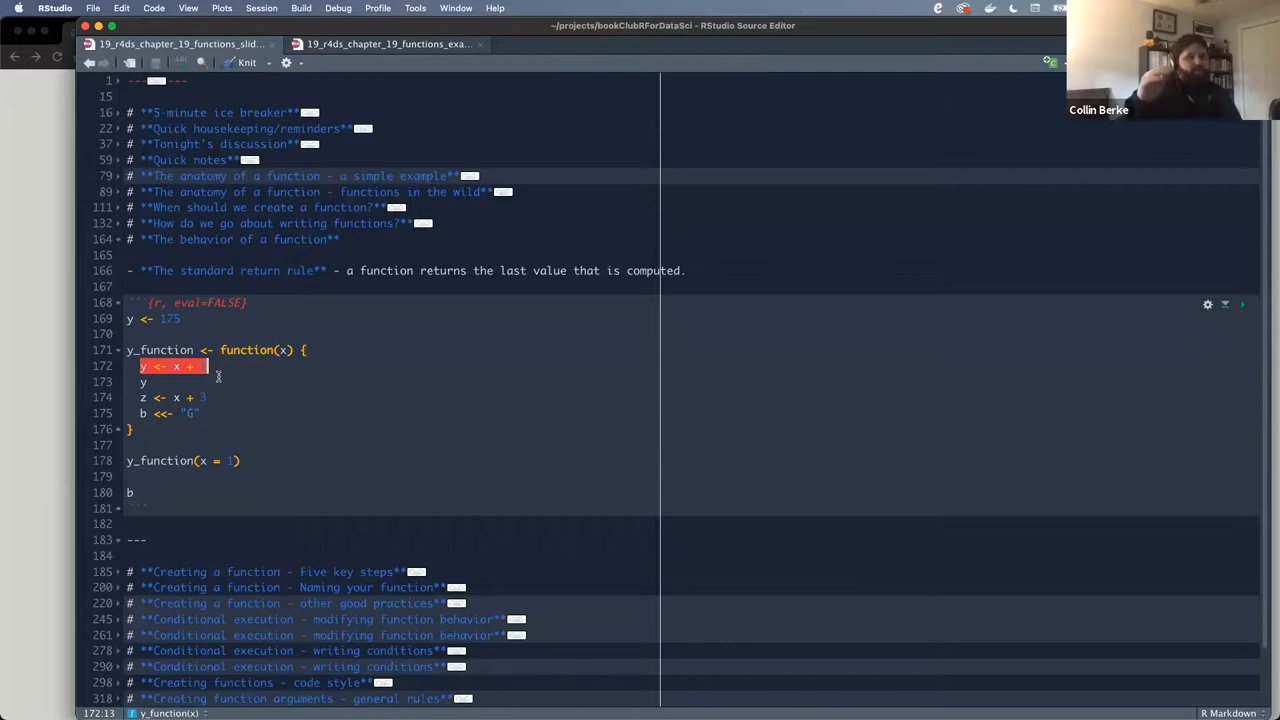 RStudio File Edit Code View Plots Session Build Debug Profile Tools Window Help
~/projects/bookClubRForDataSci - RStudio Source Editor
19_r4ds_chapter_19_functions_slid... 19_r4ds_chapter_19_functions_exa...
Knit
Collin Berke
1 --- ---
15
16 # **5-minute ice breaker**
22 # **Quick housekeeping/reminders**
37 # **Tonight's discussion**
59 # **Quick notes**
79 # **The anatomy of a function - a simple example**
89 # **The anatomy of a function - functions in the wild**
111 # **When should we create a function?**
132 # **How do we go about writing functions?**
164 # **The behavior of a function**
165
166 - **The standard return rule** - a function returns the last value that is computed.
167
168 ```{r, eval=FALSE}
169 y <- 175
170
171 y_function <- function(x) {
172 y <- x +
173 y
174 z <- x + 3
175 b <<- "G"
176 }
177
178 y_function(x = 1)
179
180 b
181 ```
182
183 ---
184
185 # **Creating a function - Five key steps**
200 # **Creating a function - Naming your function**
220 # **Creating a function - other good practices**
245 # **Conditional execution - modifying function behavior**
261 # **Conditional execution - modifying function behavior**
278 # **Conditional execution - writing conditions**
290 # **Conditional execution - writing conditions**
298 # **Creating functions - code style**
318 # **Creating function arguments - general rules**
172:13 y_function(x) R Markdown